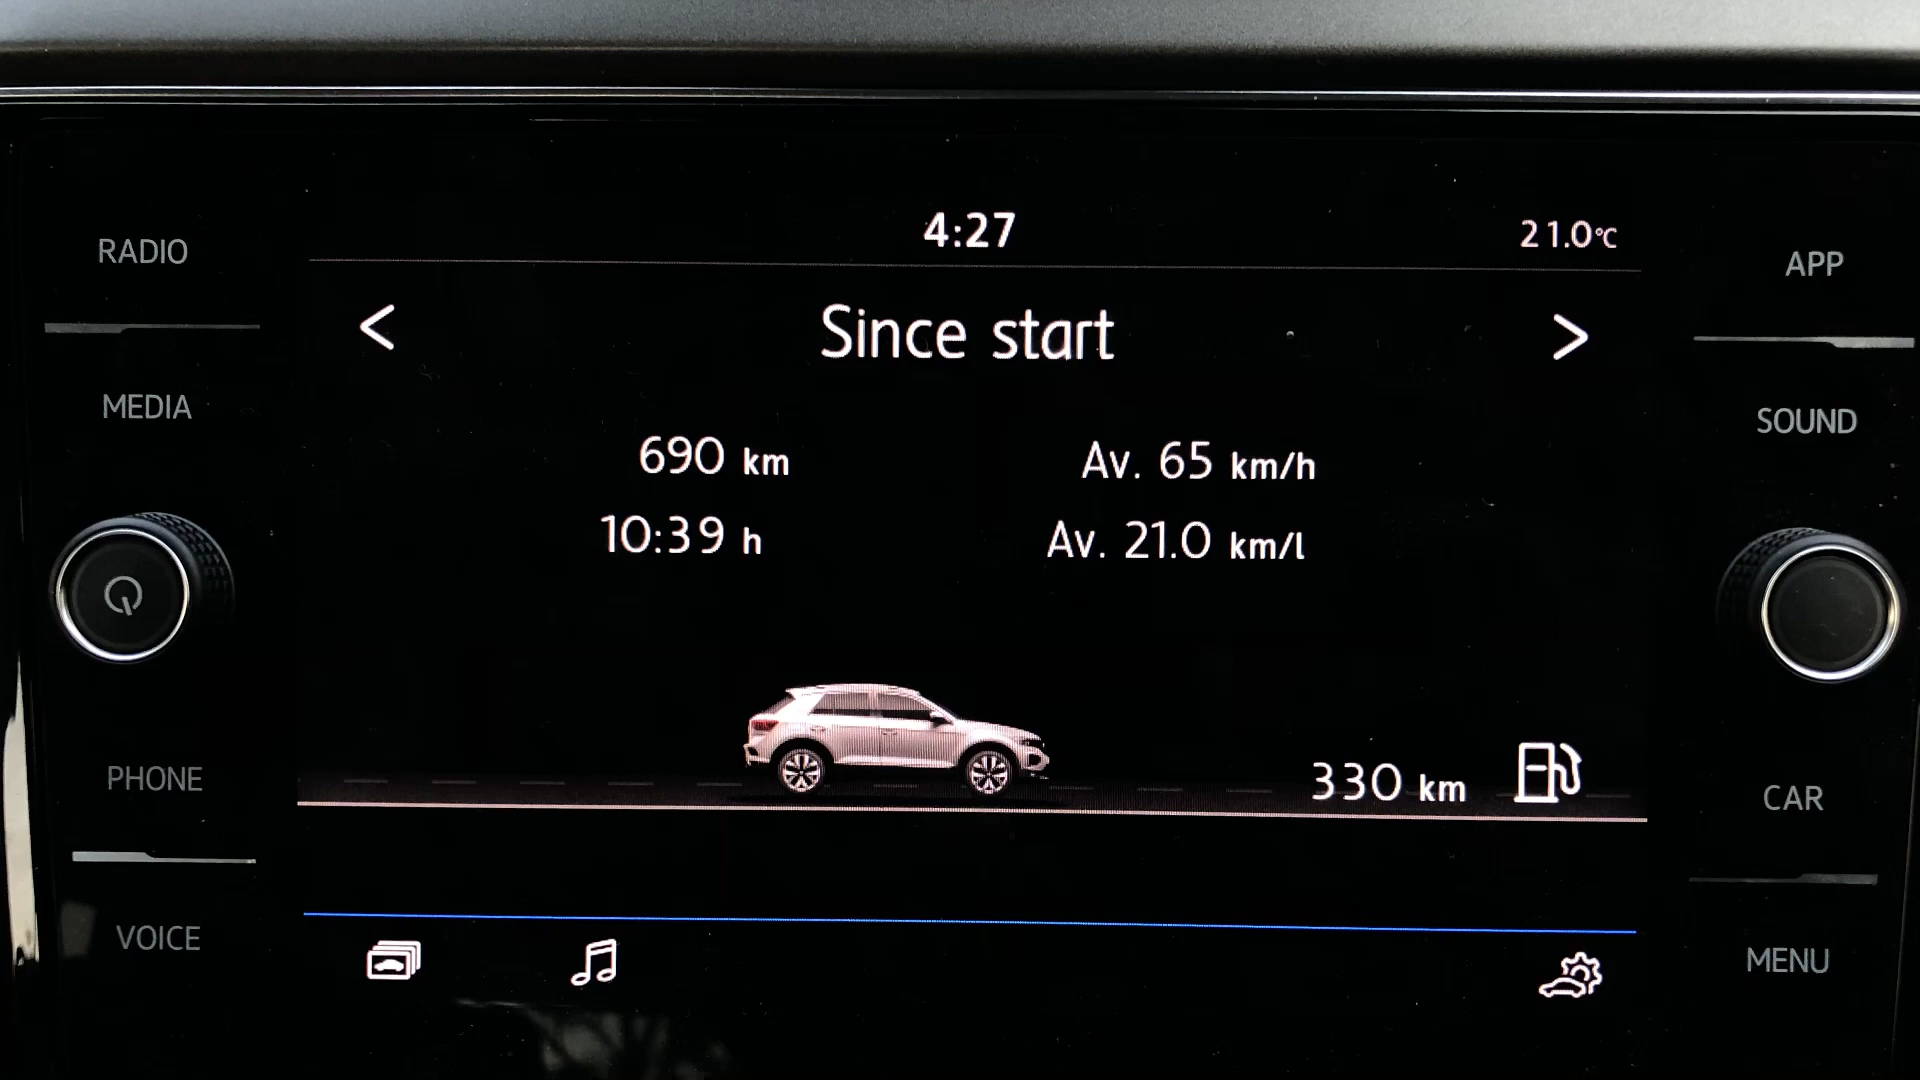 4:27 21.0°C
RADIO
APP
< Since start >
MEDIA
SOUND
690 km Av. 65 km/h
10:39 h Av. 21.0 km/l
PHONE
330 km
CAR
VOICE
MENU